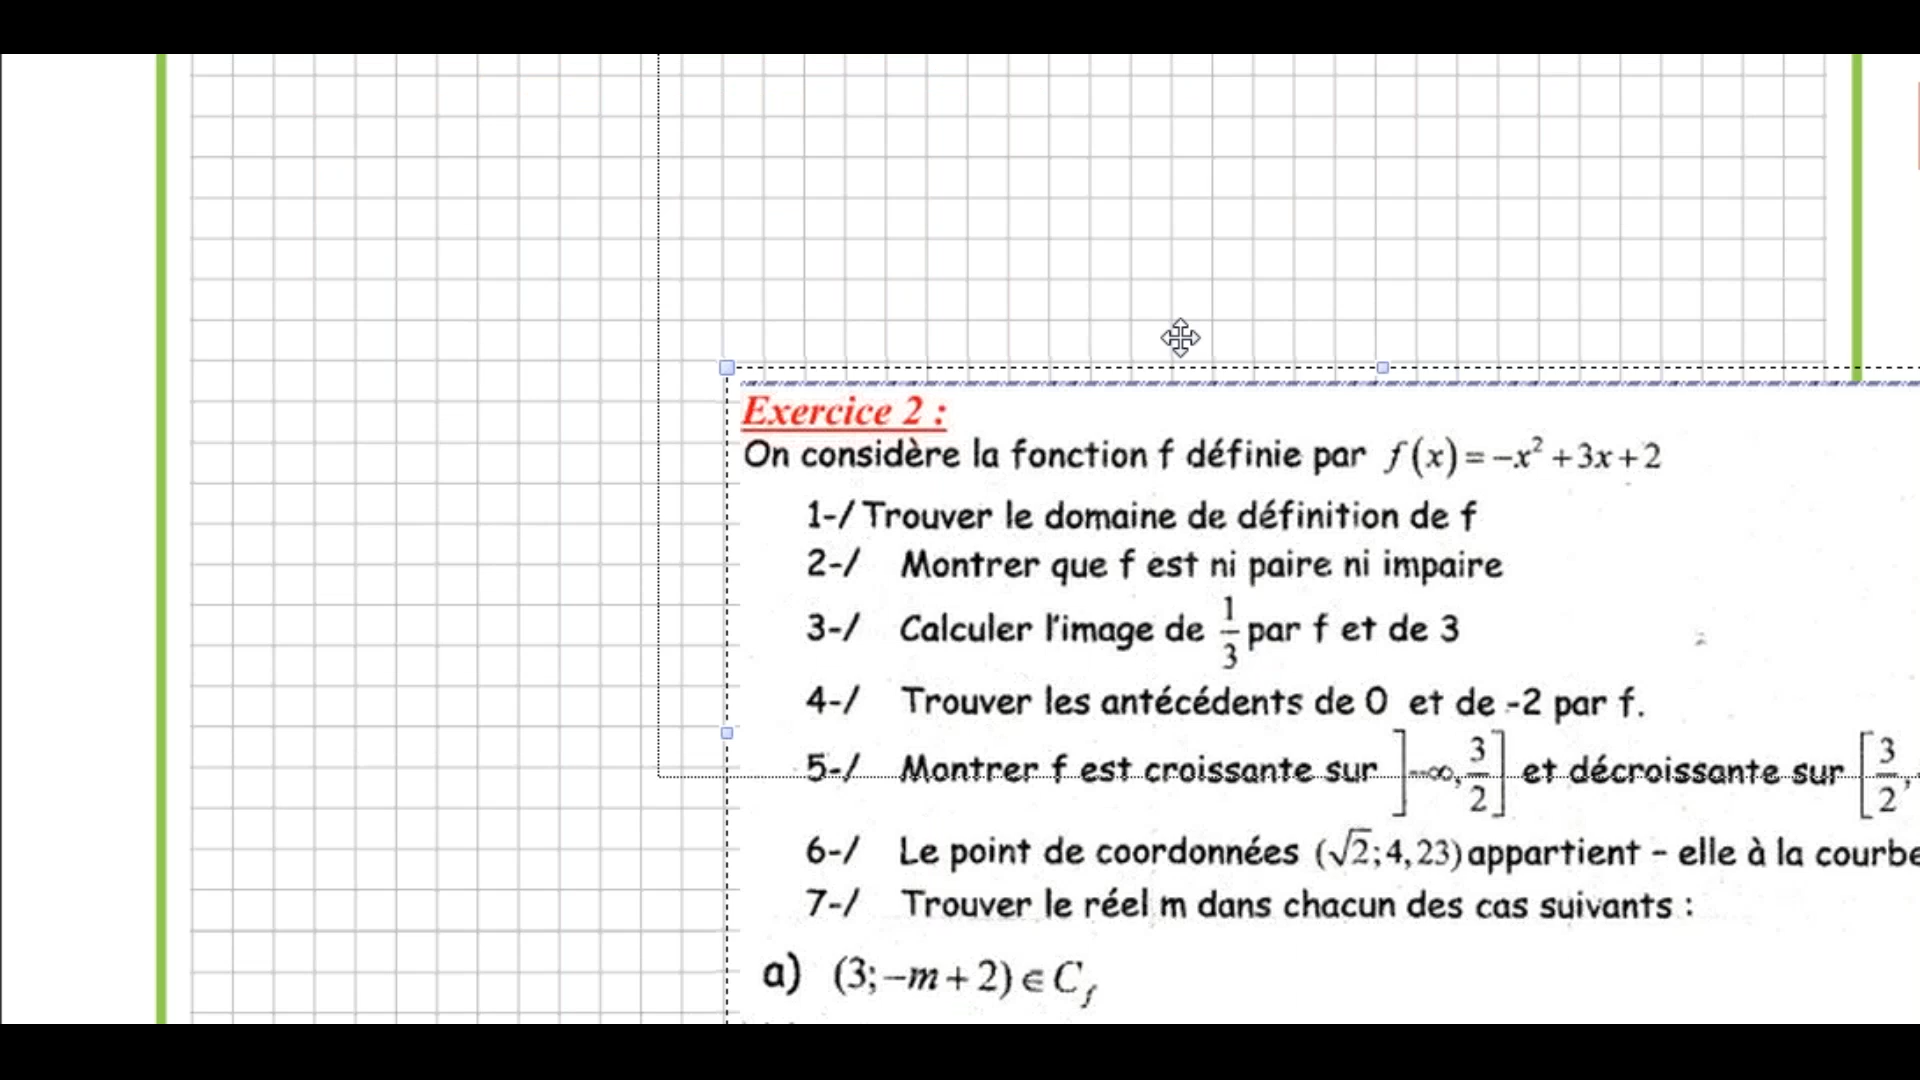 Exercice 2 :
On considère la fonction f définie par f(x)=−x²+3x+2
1-/ Trouver le domaine de définition de f
2-/ Montrer que f est ni paire ni impaire
3-/ Calculer l'image de 1/3 par f et de 3
4-/ Trouver les antécédents de 0 et de -2 par f.
5-/ Montrer f est croissante sur ]−∞, 3/2] et décroissante sur [3/2,
6-/ Le point de coordonnées (√2;4,23) appartient - elle à la courbe
7-/ Trouver le réel m dans chacun des cas suivants :
a) (3;−m+2)∈C_f